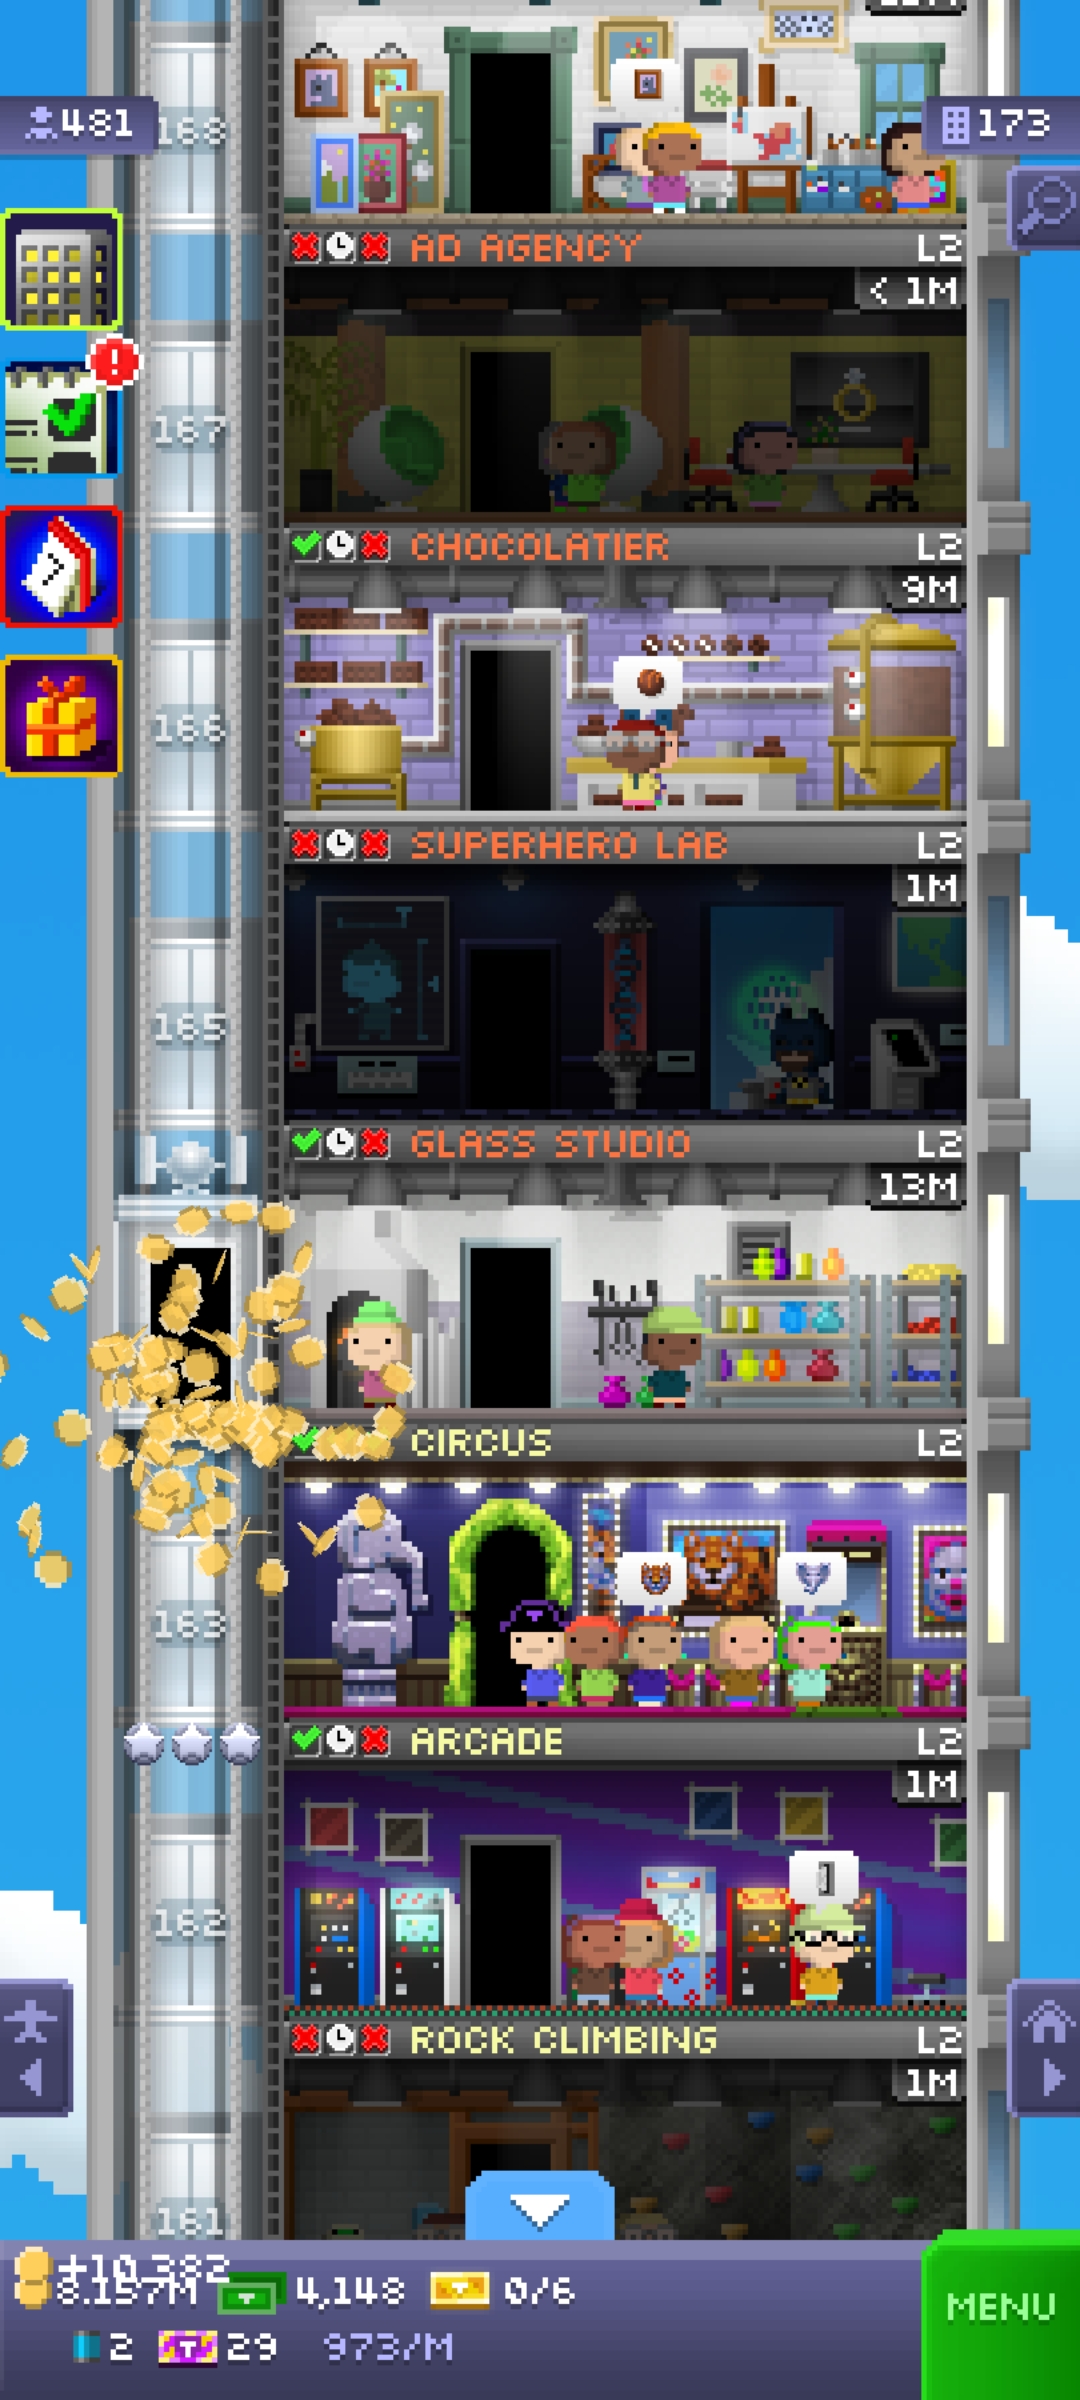 481
168
173
AD AGENCY L2
< 1M
167
CHOCOLATIER L2
9M
166
SUPERHERO LAB L2
1M
165
GLASS STUDIO L2
13M
CIRCUS L2
163
ARCADE L2
1M
162
ROCK CLIMBING L2
1M
161
+10,382
8.157M 4,148 0/6
2 29 973/M
MENU